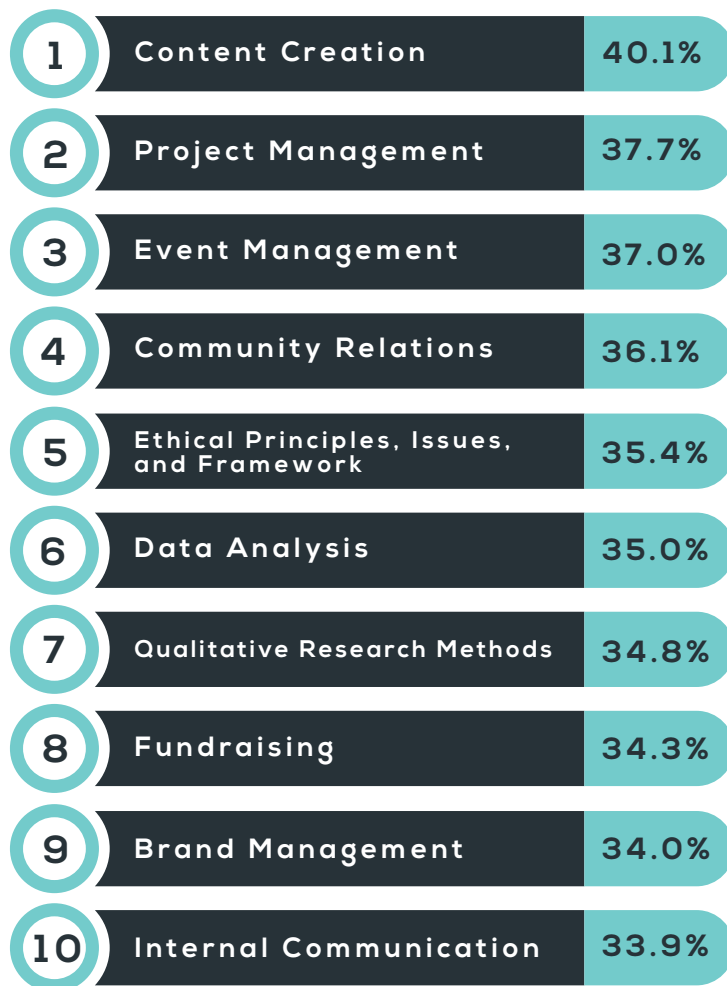 1 Content Creation 40.1%
2 Project Management 37.7%
3 Event Management 37.0%
4 Community Relations 36.1%
5 Ethical Principles, Issues,
and Framework 35.4%
6 Data Analysis 35.0%
7 Qualitative Research Methods 34.8%
8 Fundraising 34.3%
9 Brand Management 34.0%
10 Internal Communication 33.9%